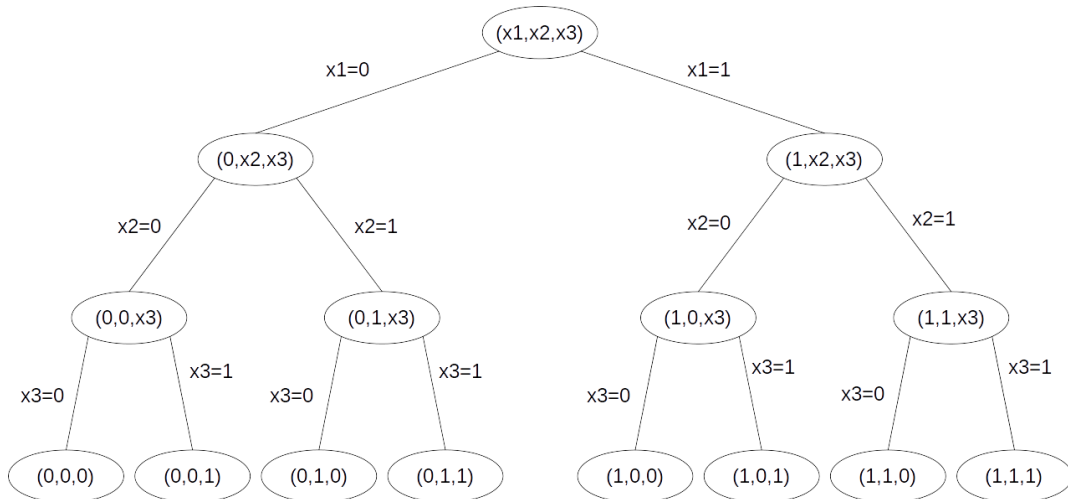 (x1,x2,x3)
x1=0
x1=1
(0,x2,x3)
(1,x2,x3)
x2=0
x2=1
x2=0
x2=1
(0,0,x3)
(0,1,x3)
(1,0,x3)
(1,1,x3)
x3=0
x3=1
x3=0
x3=1
x3=0
x3=1
x3=0
x3=1
(0,0,0)
(0,0,1)
(0,1,0)
(0,1,1)
(1,0,0)
(1,0,1)
(1,1,0)
(1,1,1)